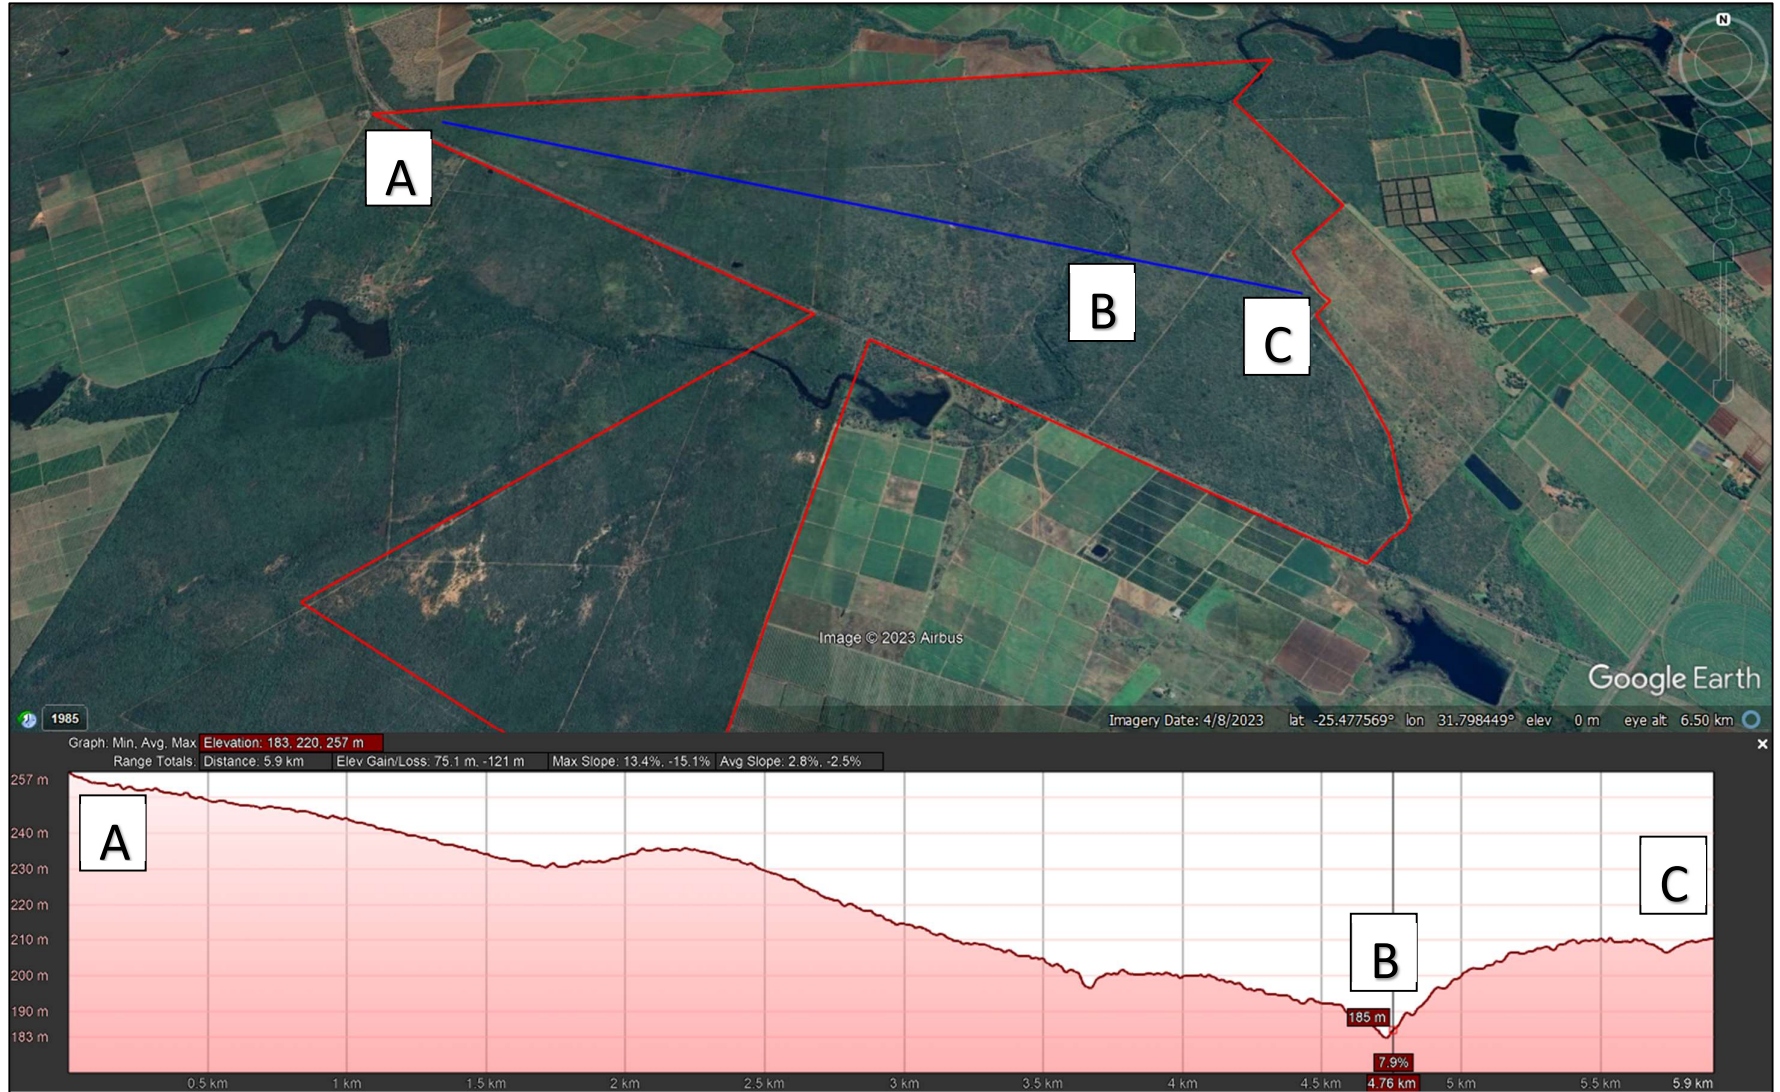 N
A
B
C
Image © 2023 Airbus
Google Earth
1985
Imagery Date: 4/8/2023 lat -25.477569° lon 31.798449° elev 0 m eye alt 6.50 km
Graph: Min, Avg, Max Elevation: 183, 220, 257 m
Range Totals: Distance: 5.9 km Elev Gain/Loss: 75.1 m, -121 m Max Slope: 13.4%, -15.1% Avg Slope: 2.8%, -2.5%
257 m
A
240 m
C
230 m
220 m
B
210 m
200 m
190 m
185 m
183 m
7.9%
0.5 km 1 km 1.5 km 2 km 2.5 km 3 km 3.5 km 4 km 4.5 km 4.76 km 5 km 5.5 km 5.9 km